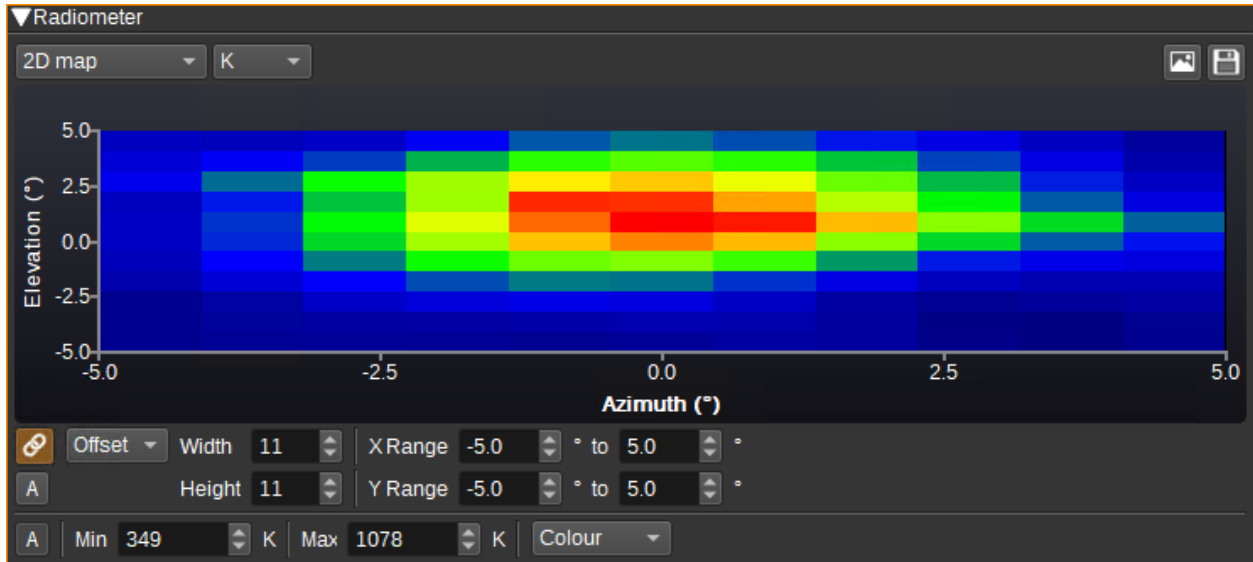 ▼Radiometer
2D map K
5.0
2.5
0.0
-2.5
-5.0
Elevation (°)
-5.0 -2.5 0.0 2.5 5.0
Azimuth (°)
Offset Width 11 X Range -5.0 ° to 5.0 °
A Height 11 Y Range -5.0 ° to 5.0 °
A Min 349 K Max 1078 K Colour